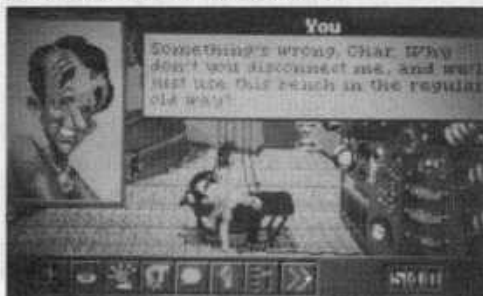 You
Something's wrong, Char. Why
don't you disconnect me, and we'll
just use this bench in the regular
old way?